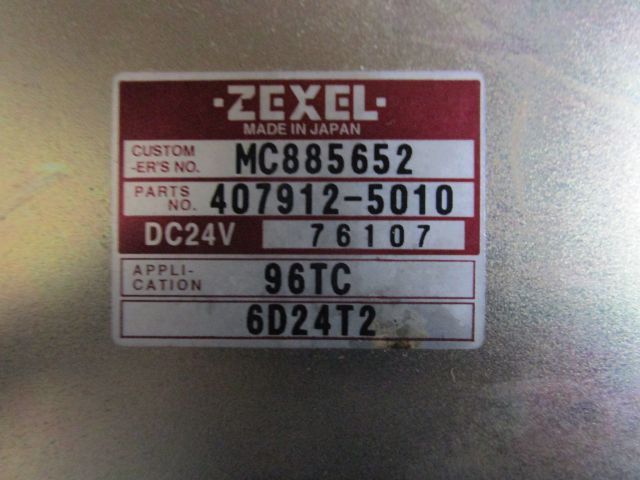 ·ZEXEL·
MADE IN JAPAN
CUSTOM
-ER'S NO. MC885652
PARTS
NO. 407912-5010
DC24V 76107
APPLI-
CATION 96TC
6D24T2